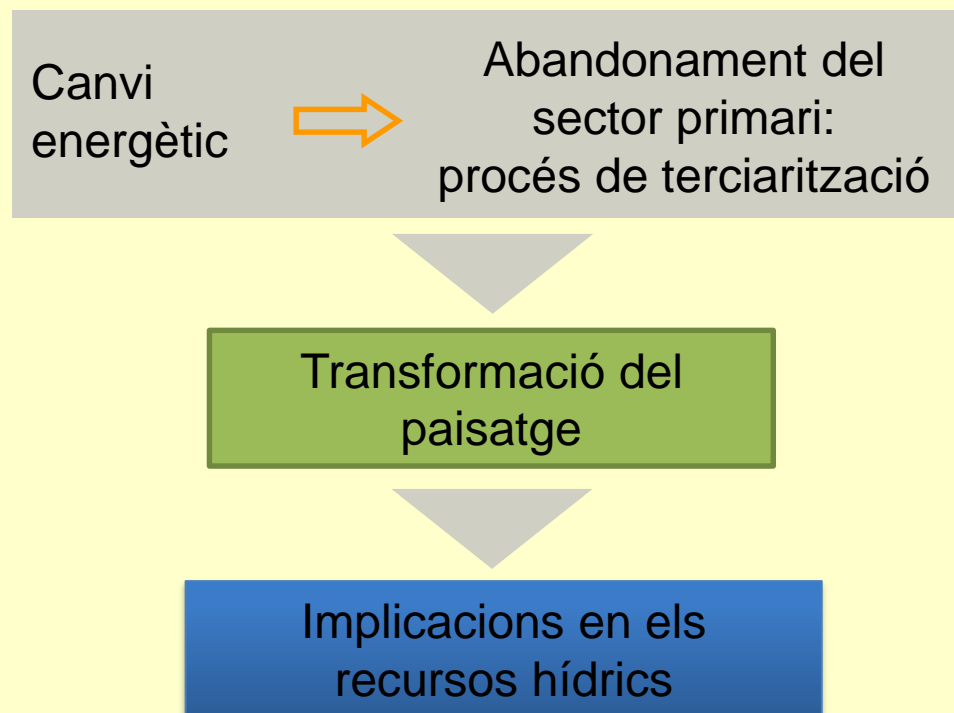 Canvi
energètic
Abandonament del
sector primari:
procés de terciarització
Transformació del
paisatge
Implicacions en els
recursos hídrics